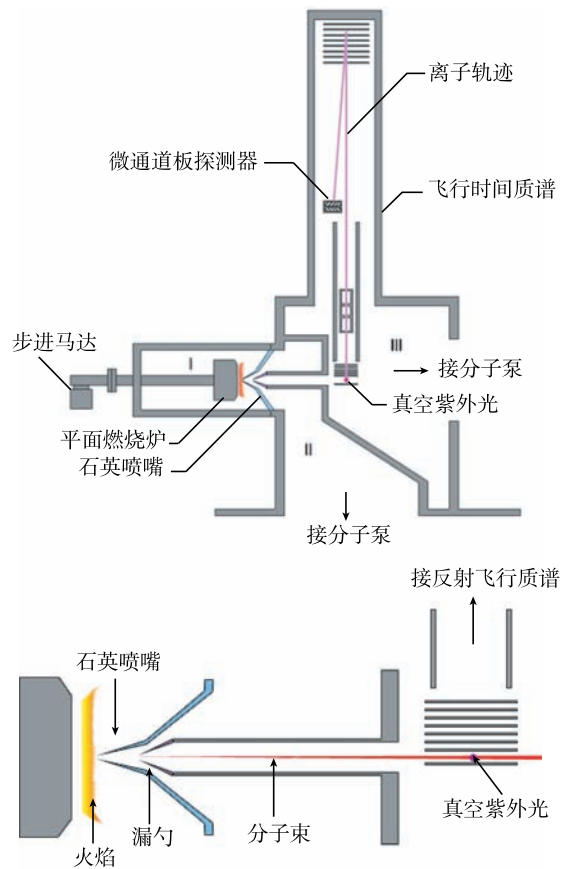 离子轨迹
微通道板探测器
飞行时间质谱
步进马达
I
III
接分子泵
真空紫外光
平面燃烧炉
石英喷嘴
II
接分子泵
接反射飞行质谱
石英喷嘴
真空紫外光
分子束
漏勺
火焰